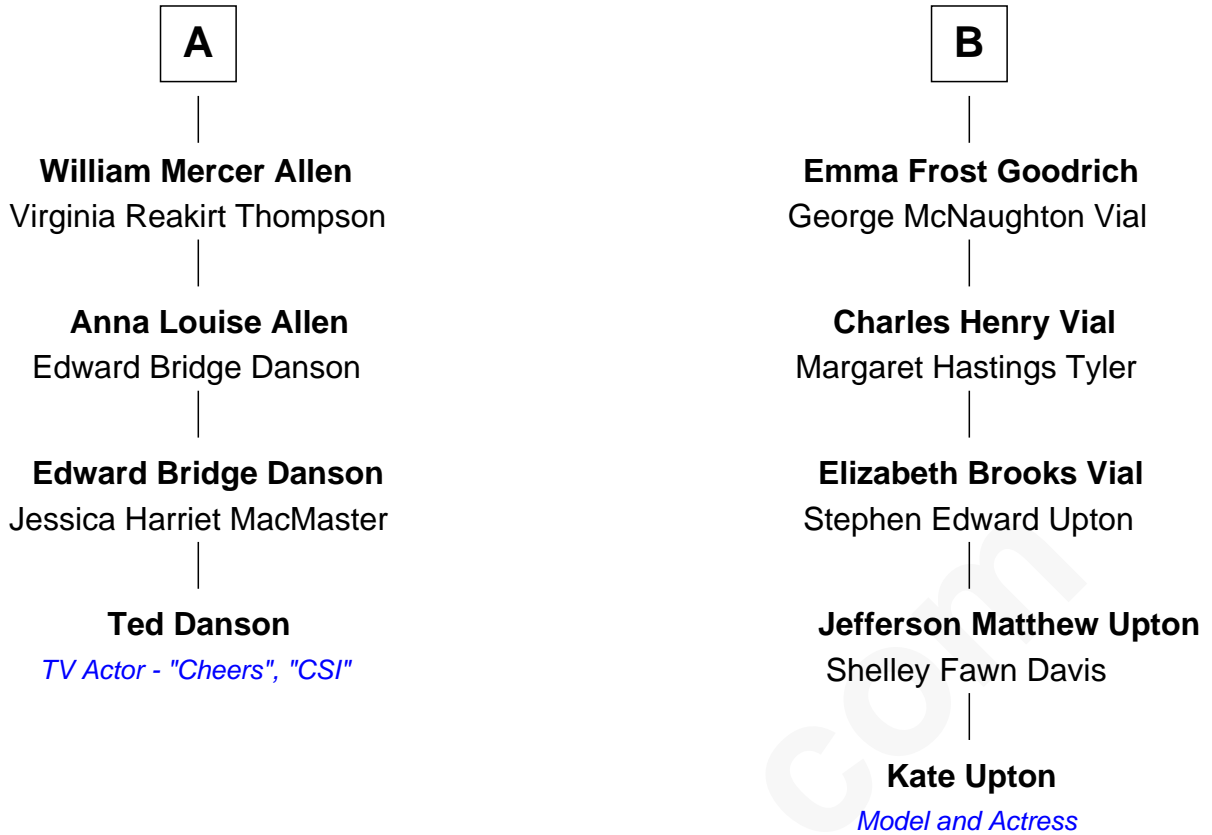 A
William Mercer Allen
Virginia Reakirt Thompson
Anna Louise Allen
Edward Bridge Danson
Edward Bridge Danson
Jessica Harriet MacMaster
Ted Danson
TV Actor - "Cheers", "CSI"
B
Emma Frost Goodrich
George McNaughton Vial
Charles Henry Vial
Margaret Hastings Tyler
Elizabeth Brooks Vial
Stephen Edward Upton
Jefferson Matthew Upton
Shelley Fawn Davis
Kate Upton
Model and Actress
com